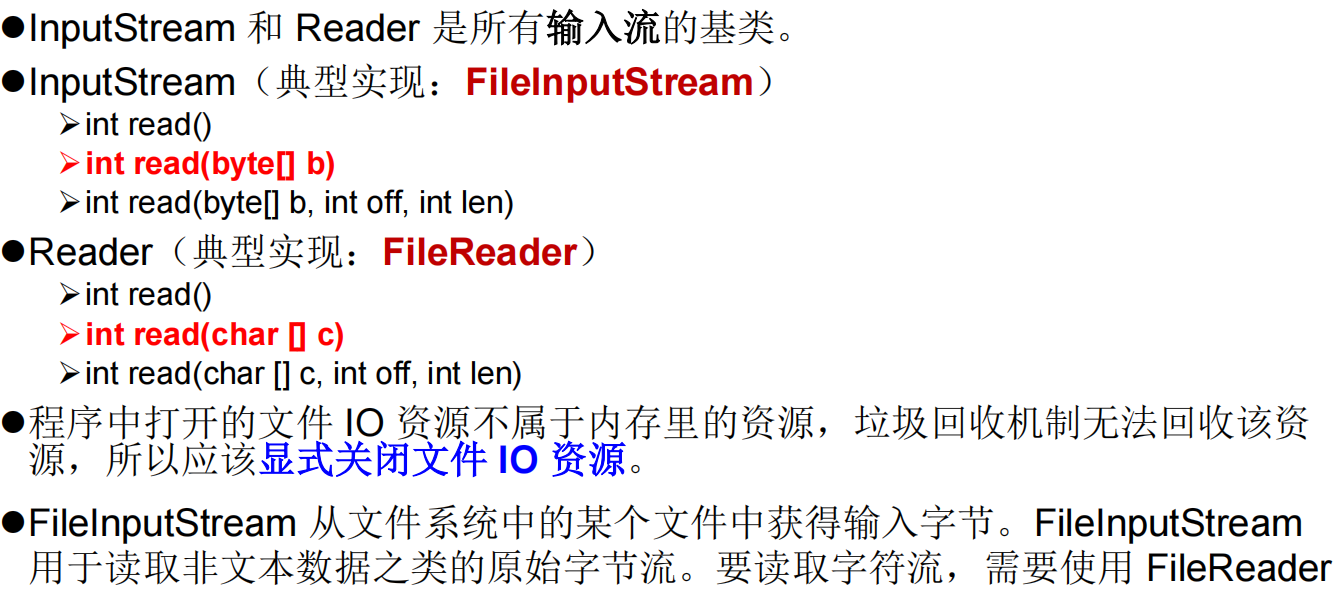 ●InputStream 和 Reader 是所有输入流的基类。
●InputStream（典型实现：FileInputStream）
➢int read()
➢int read(byte[] b)
➢int read(byte[] b, int off, int len)
●Reader（典型实现：FileReader）
➢int read()
➢int read(char [] c)
➢int read(char [] c, int off, int len)
●程序中打开的文件 IO 资源不属于内存里的资源，垃圾回收机制无法回收该资
源，所以应该显式关闭文件 IO 资源。
●FileInputStream 从文件系统中的某个文件中获得输入字节。FileInputStream
用于读取非文本数据之类的原始字节流。要读取字符流，需要使用 FileReader